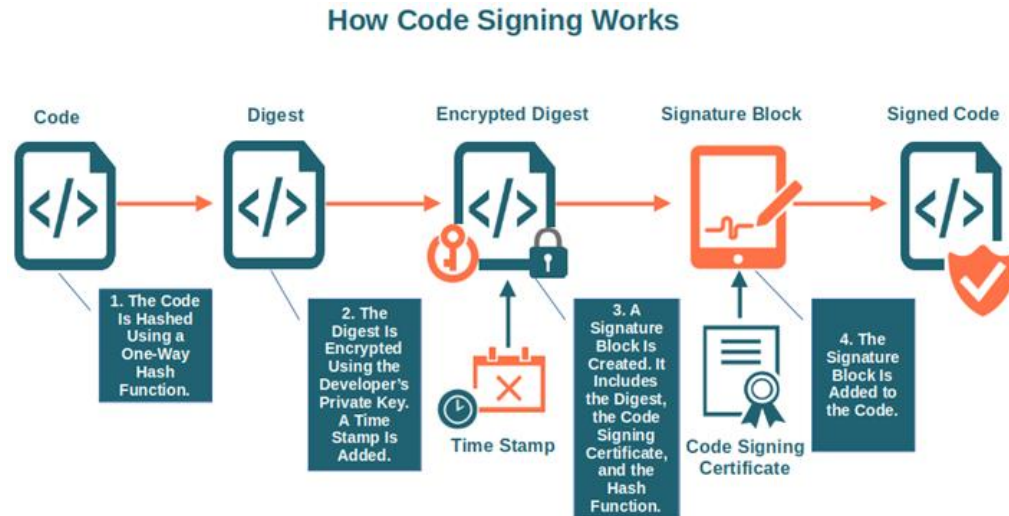 How Code Signing Works
Code
Digest
Encrypted Digest
Signature Block
Signed Code
</>
</>
</>
</>
1. The Code
Is Hashed
Using a
One-Way
Hash
Function.
2. The
Digest Is
Encrypted
Using the
Developer's
Private Key.
A Time
Stamp Is
Added.
Time Stamp
3. A
Signature
Block Is
Created. It
Includes
the Digest,
the Code
Signing
Certificate,
and the
Hash
Function.
Code Signing
Certificate
4. The
Signature
Block Is
Added to
the Code.